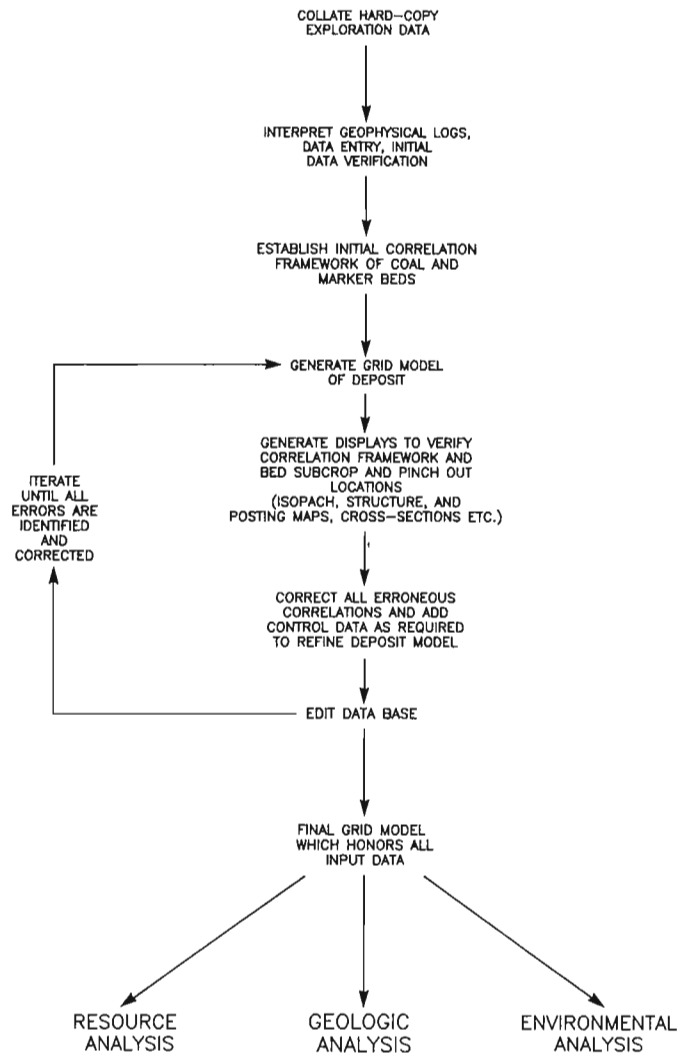 COLLATE HARD-COPY
EXPLORATION DATA
INTERPRET GEOPHYSICAL LOGS,
DATA ENTRY, INITIAL
DATA VERIFICATION
ESTABLISH INITIAL CORRELATION
FRAMEWORK OF COAL AND
MARKER BEDS
GENERATE GRID MODEL
OF DEPOSIT
GENERATE DISPLAYS TO VERIFY
CORRELATION FRAMEWORK AND
BED SUBCROP AND PINCH OUT
LOCATIONS
(ISOPACH, STRUCTURE, AND
POSTING MAPS, CROSS-SECTIONS ETC.)
ITERATE
UNTIL ALL
ERRORS ARE
IDENTIFIED
AND
CORRECTED
CORRECT ALL ERRONEOUS
CORRELATIONS AND ADD
CONTROL DATA AS REQUIRED
TO REFINE DEPOSIT MODEL
EDIT DATA BASE
FINAL GRID MODEL
WHICH HONORS ALL
INPUT DATA
RESOURCE
ANALYSIS
GEOLOGIC
ANALYSIS
ENVIRONMENTAL
ANALYSIS